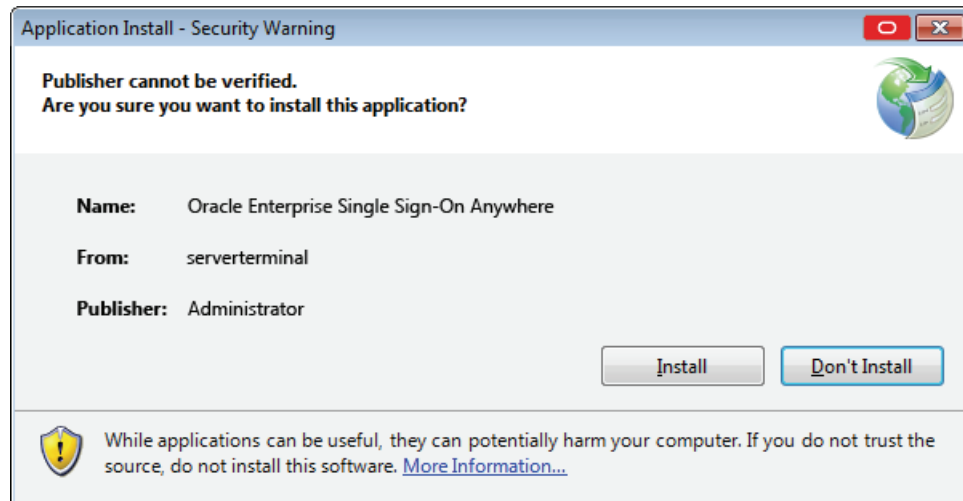 Application Install - Security Warning
Publisher cannot be verified.
Are you sure you want to install this application?
Name: Oracle Enterprise Single Sign-On Anywhere
From: serverterminal
Publisher: Administrator
Install Don't Install
While applications can be useful, they can potentially harm your computer. If you do not trust the
source, do not install this software. More Information...